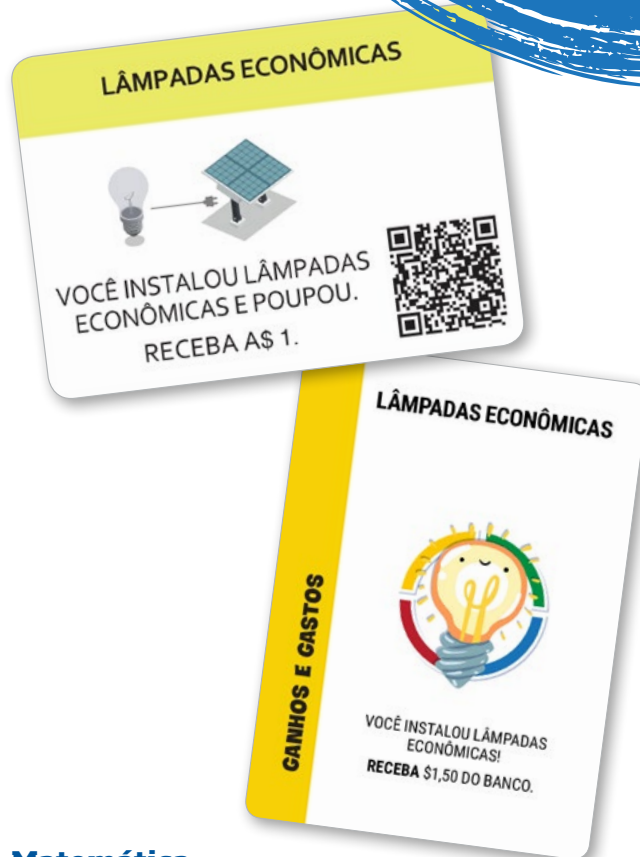 LÂMPADAS ECONÔMICAS
VOCÊ INSTALOU LÂMPADAS
ECONÔMICAS E POUPOU.
RECEBA A$ 1.
LÂMPADAS ECONÔMICAS
GANHOS E GASTOS
VOCÊ INSTALOU LÂMPADAS
ECONÔMICAS!
RECEBA $1,50 DO BANCO.
Matemática